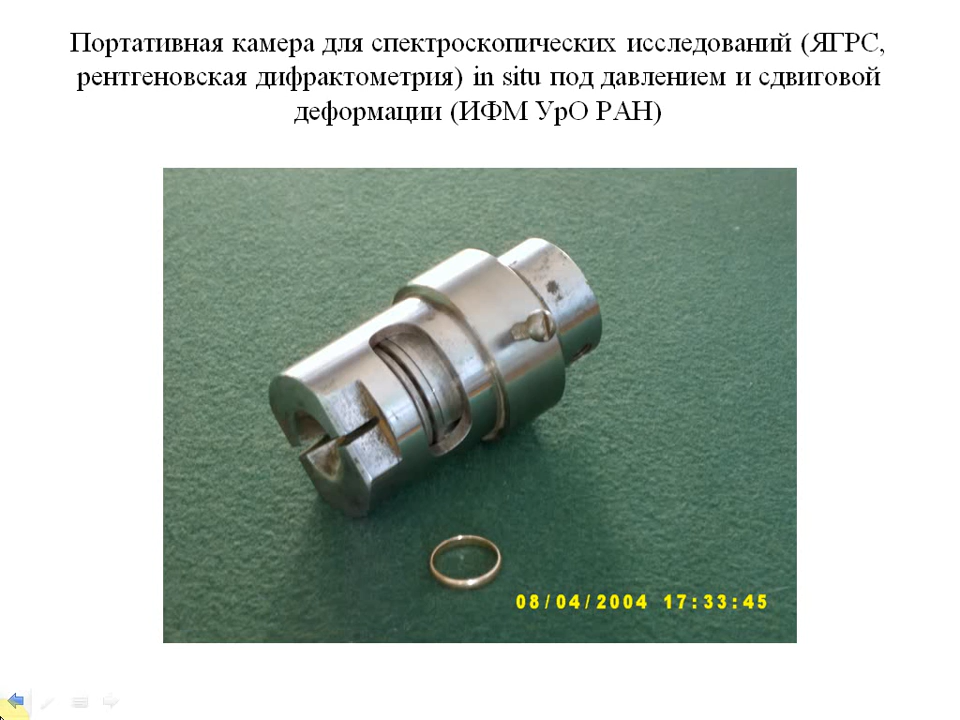 Портативная камера для спектроскопических исследований (ЯГРС,
рентгеновская дифрактометрия) in situ под давлением и сдвиговой
деформации (ИФМ УрО РАН)
08/04/2004 17:33:45